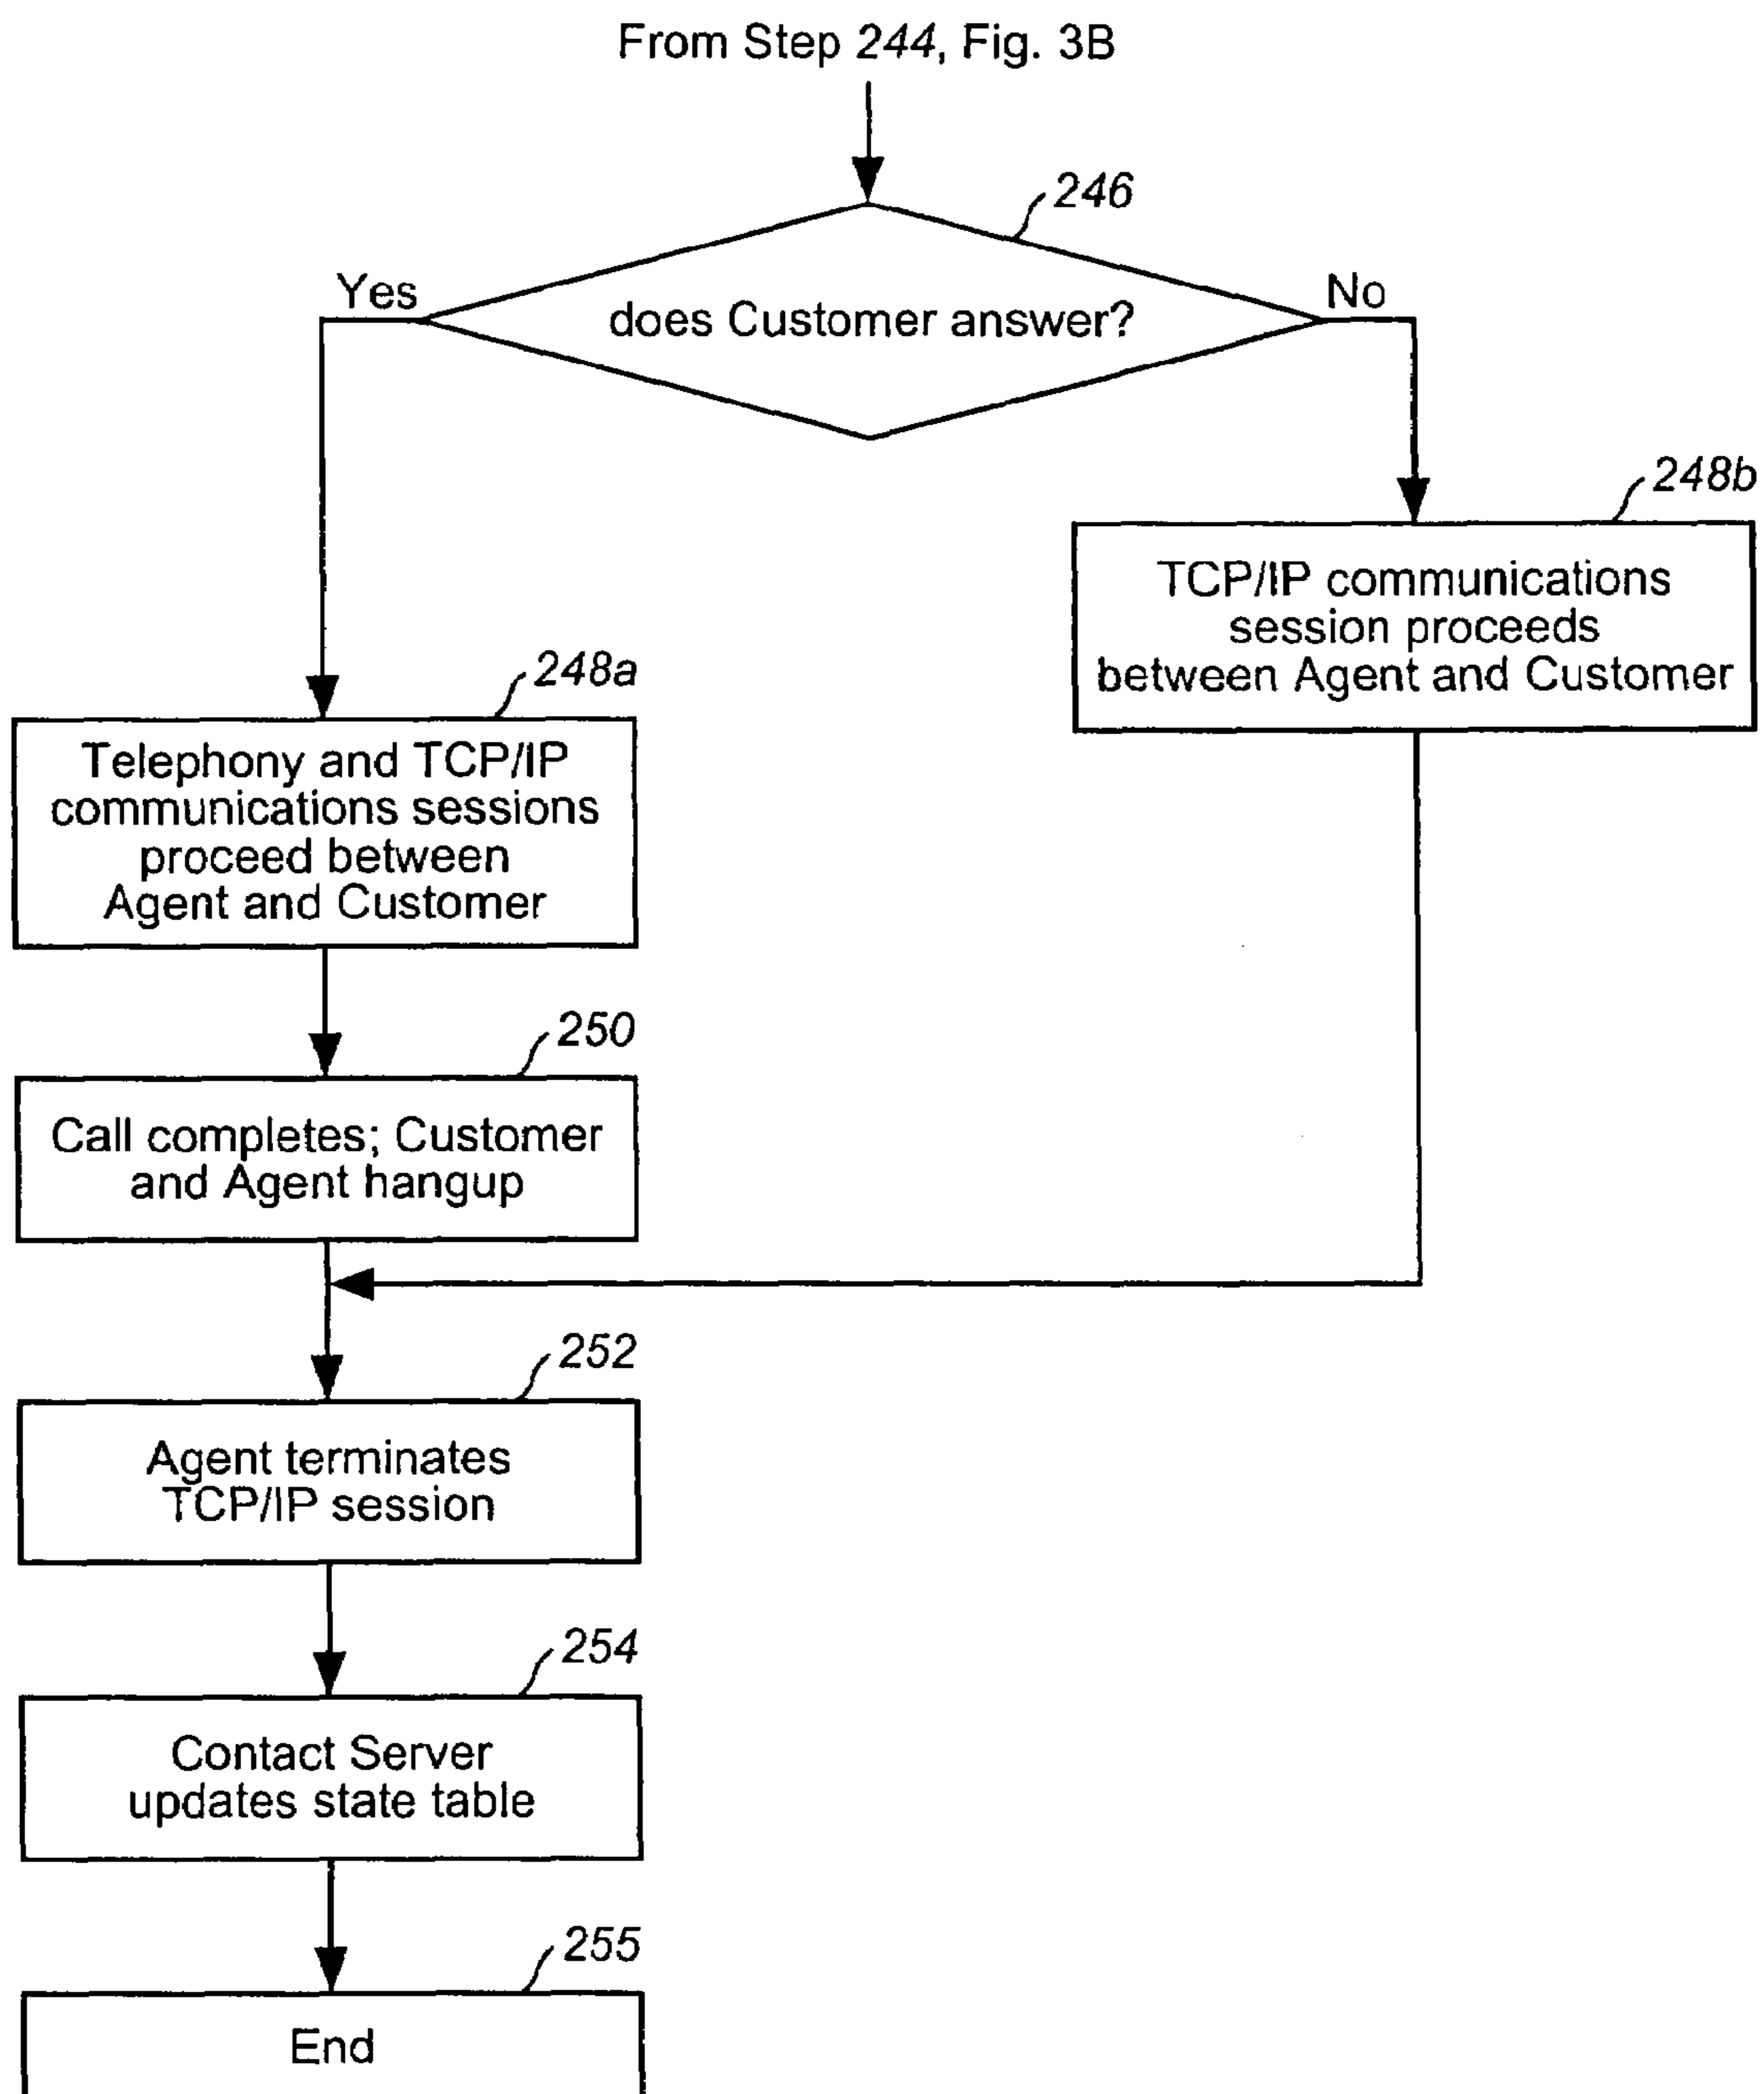 From Step 244, Fig. 3B
246
Yes
No
does Customer answer?
248b
TCP/IP communications
session proceeds
between Agent and Customer
248a
Telephony and TCP/IP
communications sessions
proceed between
Agent and Customer
250
Call completes; Customer
and Agent hangup
252
Agent terminates
TCP/IP session
254
Contact Server
updates state table
255
End